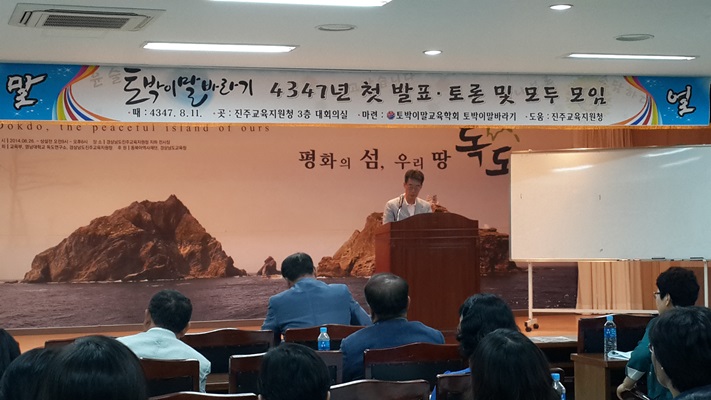 말
토박이말바라기 4347년 첫 발표·토론 및 모두 모임
얼
·때 : 4347. 8. 11. ·곳 : 진주교육지원청 3층 대회의실 ·마련 : 토박이말교육학회 토박이말바라기 ·도움 : 진주교육지원청
Dokdo, the peaceful island of ours
평화의 섬, 우리 땅 독도